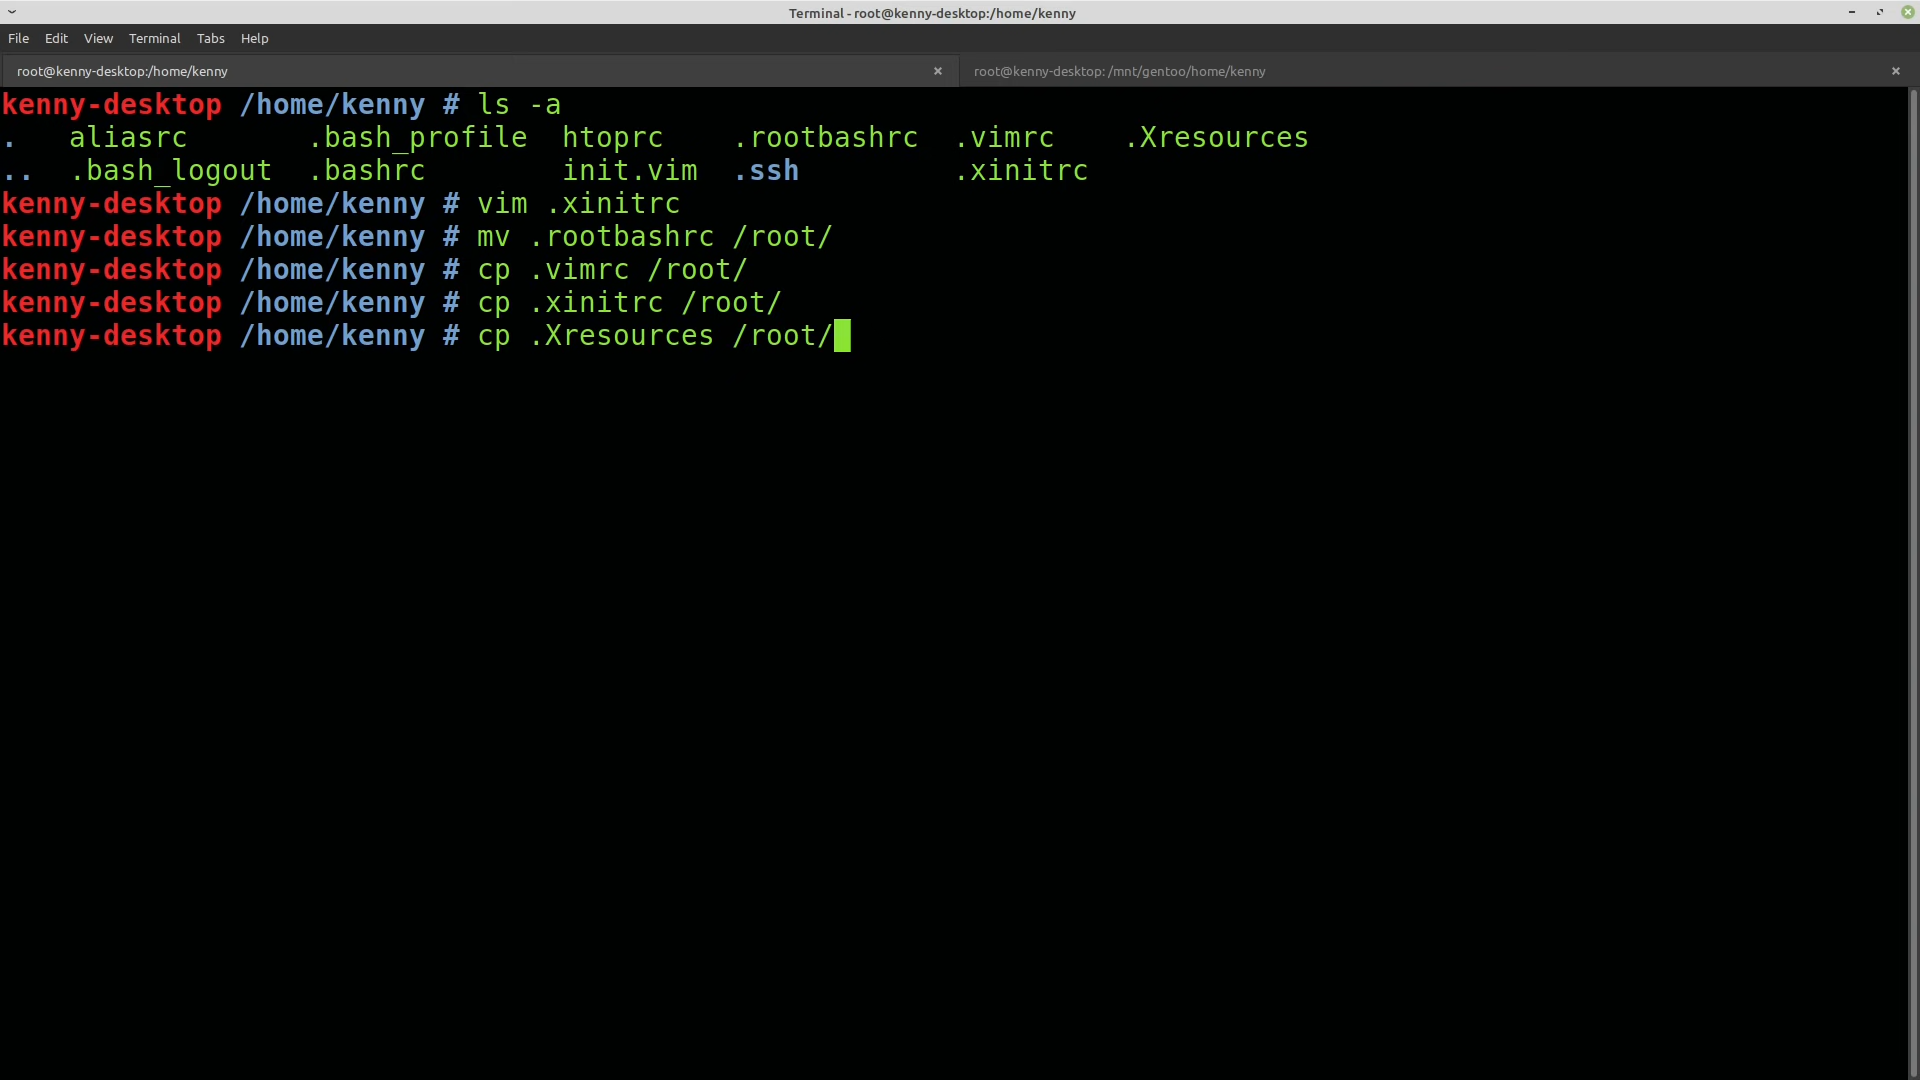 Terminal - root@kenny-desktop:/home/kenny
File Edit View Terminal Tabs Help
root@kenny-desktop:/home/kenny
root@kenny-desktop: /mnt/gentoo/home/kenny
kenny-desktop /home/kenny # ls -a
. aliasrc .bash_profile htoprc .rootbashrc .vimrc .Xresources
.. .bash_logout .bashrc init.vim .ssh .xinitrc
kenny-desktop /home/kenny # vim .xinitrc
kenny-desktop /home/kenny # mv .rootbashrc /root/
kenny-desktop /home/kenny # cp .vimrc /root/
kenny-desktop /home/kenny # cp .xinitrc /root/
kenny-desktop /home/kenny # cp .Xresources /root/